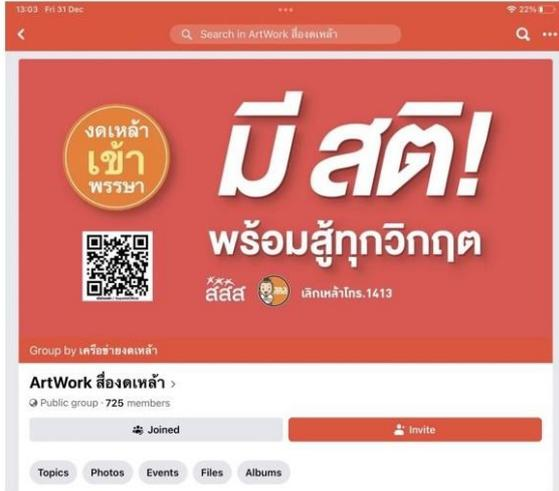 13:03 Fri 31 Dec
22%
Search in ArtWork สื่องดเหล้า
งดเหล้า
เข้า
พรรษา
มี สติ!
พร้อมสู้ทุกวิกฤต
สสส
เลิกเหล้าโทร.1413
Group by เครือข่ายงดเหล้า
ArtWork สื่องดเหล้า >
Public group · 725 members
Joined
Invite
Topics
Photos
Events
Files
Albums